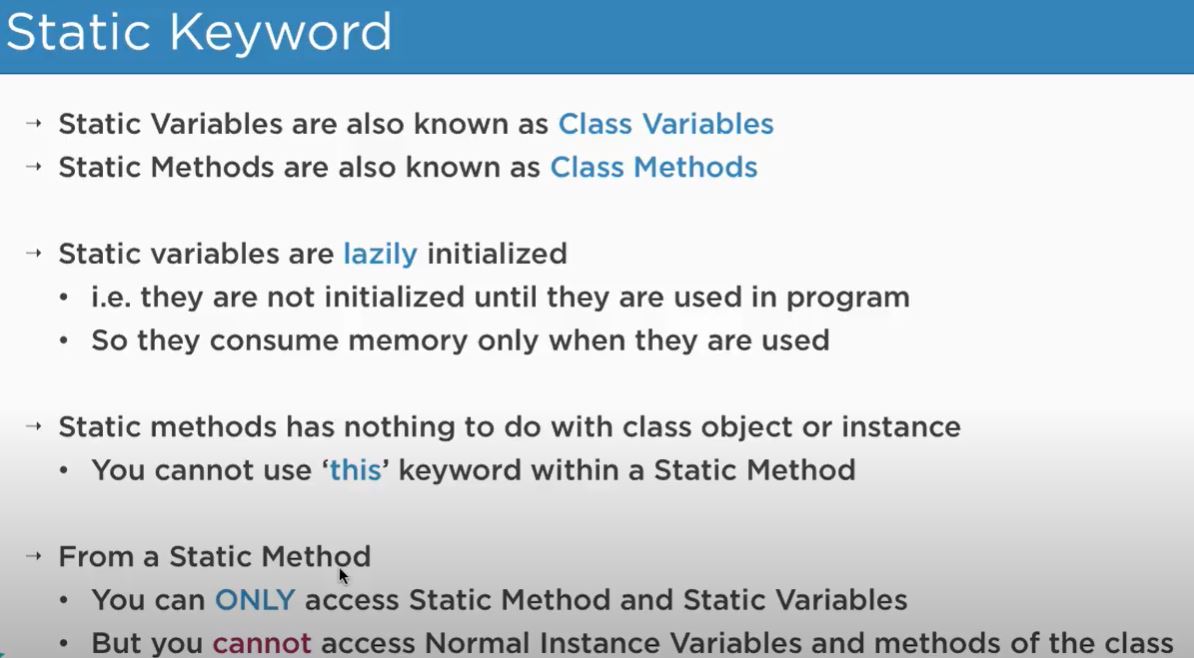 Static Keyword
→ Static Variables are also known as Class Variables
→ Static Methods are also known as Class Methods
→ Static variables are lazily initialized
• i.e. they are not initialized until they are used in program
• So they consume memory only when they are used
→ Static methods has nothing to do with class object or instance
• You cannot use ‘this’ keyword within a Static Method
→ From a Static Method
• You can ONLY access Static Method and Static Variables
• But you cannot access Normal Instance Variables and methods of the class